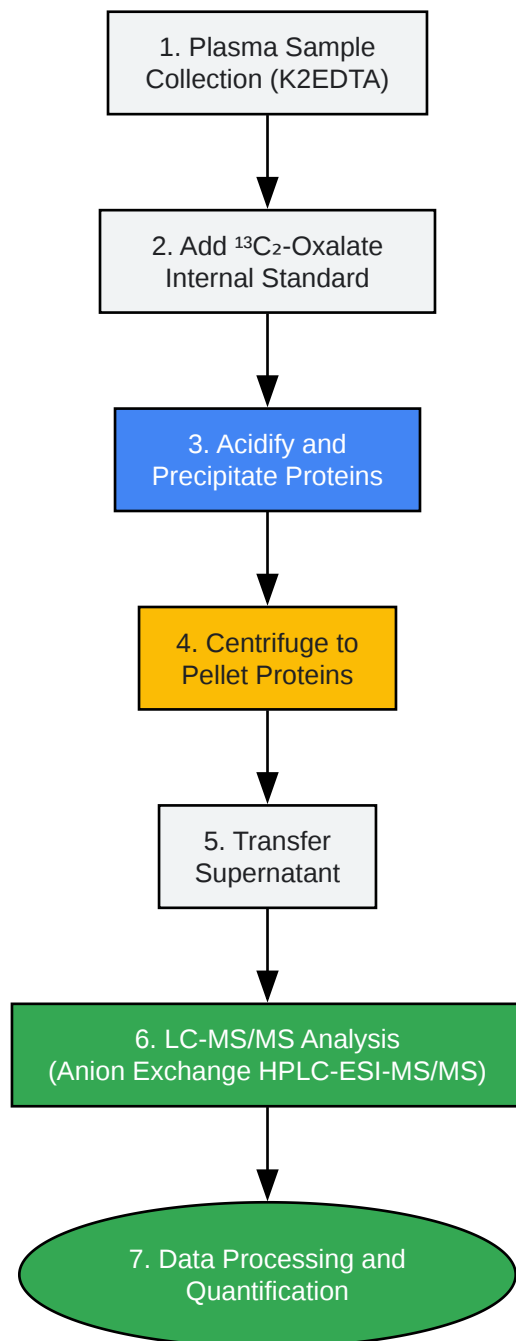 1. Plasma Sample
Collection (K2EDTA)
2. Add ¹³C₂-Oxalate
Internal Standard
3. Acidify and
Precipitate Proteins
4. Centrifuge to
Pellet Proteins
5. Transfer
Supernatant
6. LC-MS/MS Analysis
(Anion Exchange HPLC-ESI-MS/MS)
7. Data Processing and
Quantification